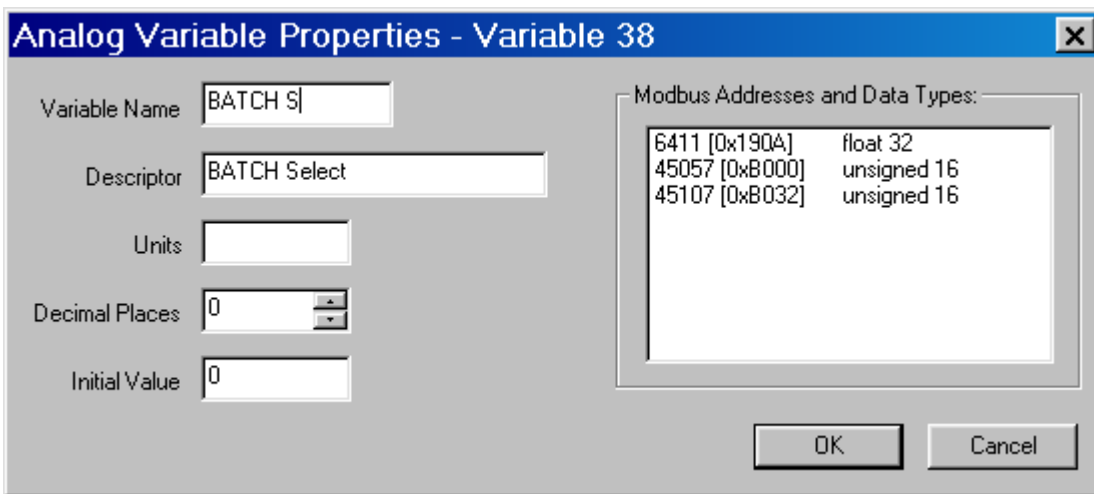 Analog Variable Properties - Variable 38
Variable Name BATCH S
Descriptor BATCH Select
Units
Decimal Places 0
Initial Value 0
Modbus Addresses and Data Types:
6411 [0x190A] float 32
45057 [0xB000] unsigned 16
45107 [0xB032] unsigned 16
OK Cancel